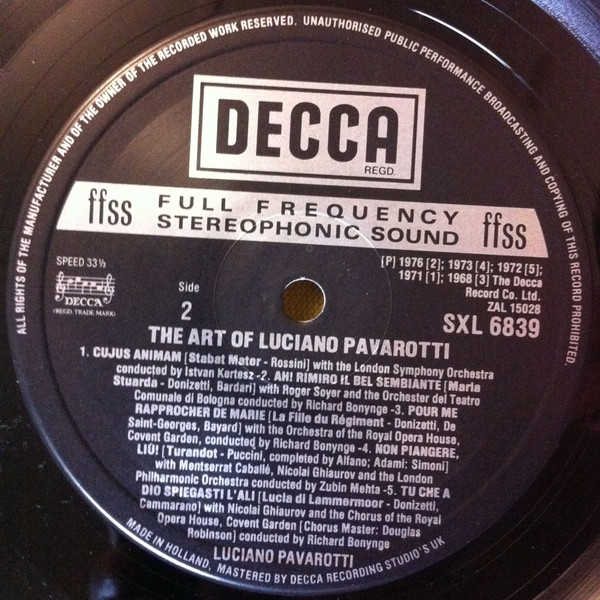 ALL RIGHTS OF THE MANUFACTURER AND OF THE OWNER OF THE RECORDED WORK RESERVED. UNAUTHORISED PUBLIC PERFORMANCE BROADCASTING AND COPYING OF THIS RECORD PROHIBITED.
DECCA
REGD.
ffss FULL FREQUENCY STEREOPHONIC SOUND ffss
SPEED 33⅓
DECCA
(REGD. TRADE MARK)
Side
2
[P] 1976 [2]; 1973 [4]; 1972 [5];
1971 [1]; 1968 [3] The Decca
Record Co. Ltd.
ZAL 15028
SXL 6839
THE ART OF LUCIANO PAVAROTTI
1. CUJUS ANIMAM [Stabat Mater - Rossini] with the London Symphony Orchestra
conducted by Istvan Kertesz -2. AH! RIMIRO IL BEL SEMBIANTE [Maria
Stuarda - Donizetti, Bardari] with Roger Soyer and the Orchester del Teatro
Comunale di Bologna conducted by Richard Bonynge -3. POUR ME
RAPPROCHER DE MARIE [La Fille du Régiment - Donizetti, De
Saint-Georges, Bayard] with the Orchestra of the Royal Opera House,
Covent Garden, conducted by Richard Bonynge -4. NON PIANGERE,
LIÙ! [Turandot - Puccini, completed by Alfano; Adami; Simoni]
with Montserrat Caballé, Nicolai Ghiaurov and the London
Philharmonic Orchestra conducted by Zubin Mehta -5. TU CHE A
DIO SPIEGASTI L'ALI [Lucia di Lammermoor - Donizetti,
Cammarano] with Nicolai Ghiaurov and the Chorus of the Royal
Opera House, Covent Garden [Chorus Master: Douglas
Robinson] conducted by Richard Bonynge
LUCIANO PAVAROTTI
MADE IN HOLLAND, MASTERED BY DECCA RECORDING STUDIO'S UK